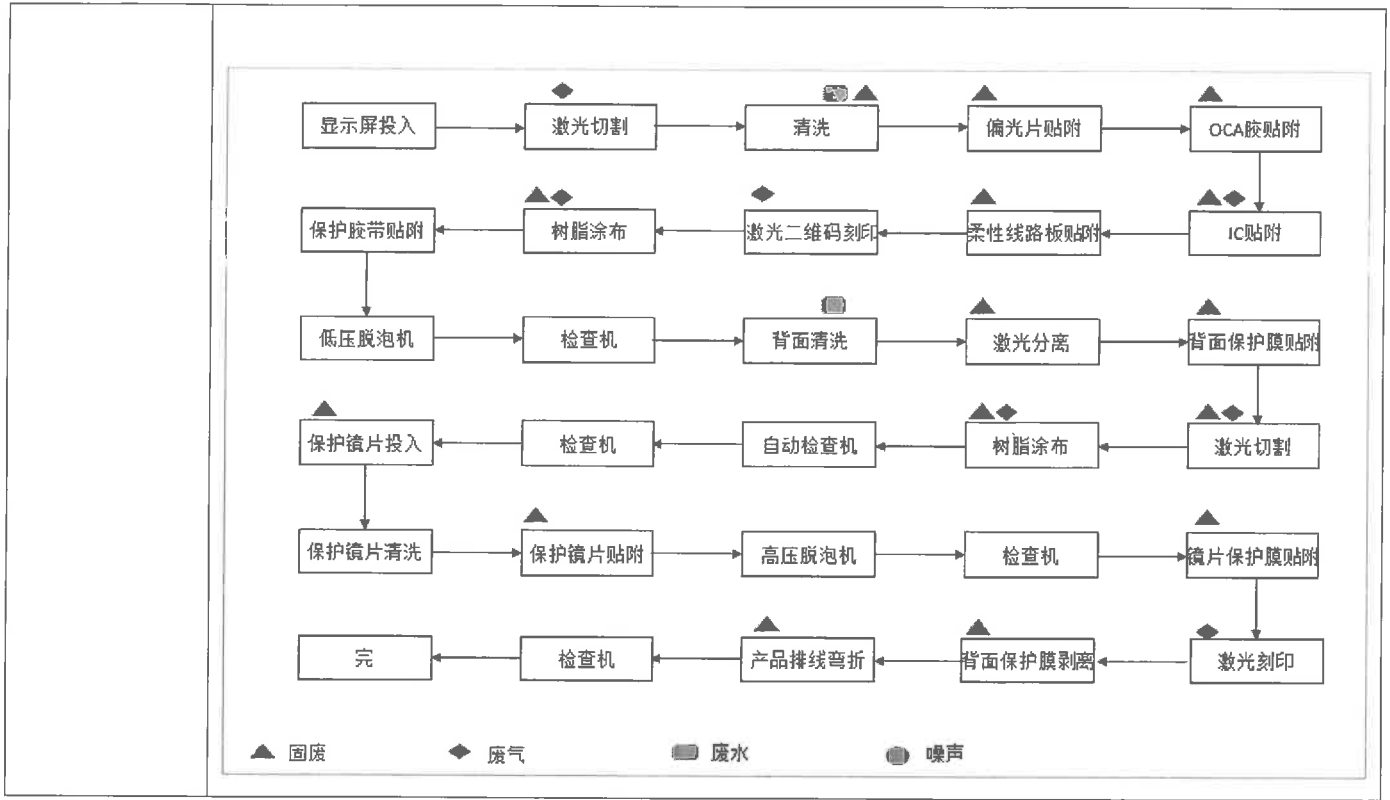 显示屏投入
激光切割
清洗
偏光片贴附
OCA胶贴附
保护胶带贴附
树脂涂布
激光二维码刻印
柔性线路板贴附
IC贴附
低压脱泡机
检查机
背面清洗
激光分离
背面保护膜贴附
保护镜片投入
检查机
自动检查机
树脂涂布
激光切割
保护镜片清洗
保护镜片贴附
高压脱泡机
检查机
镜片保护膜贴附
完
检查机
产品排线弯折
背面保护膜剥离
激光刻印
固废
废气
废水
噪声